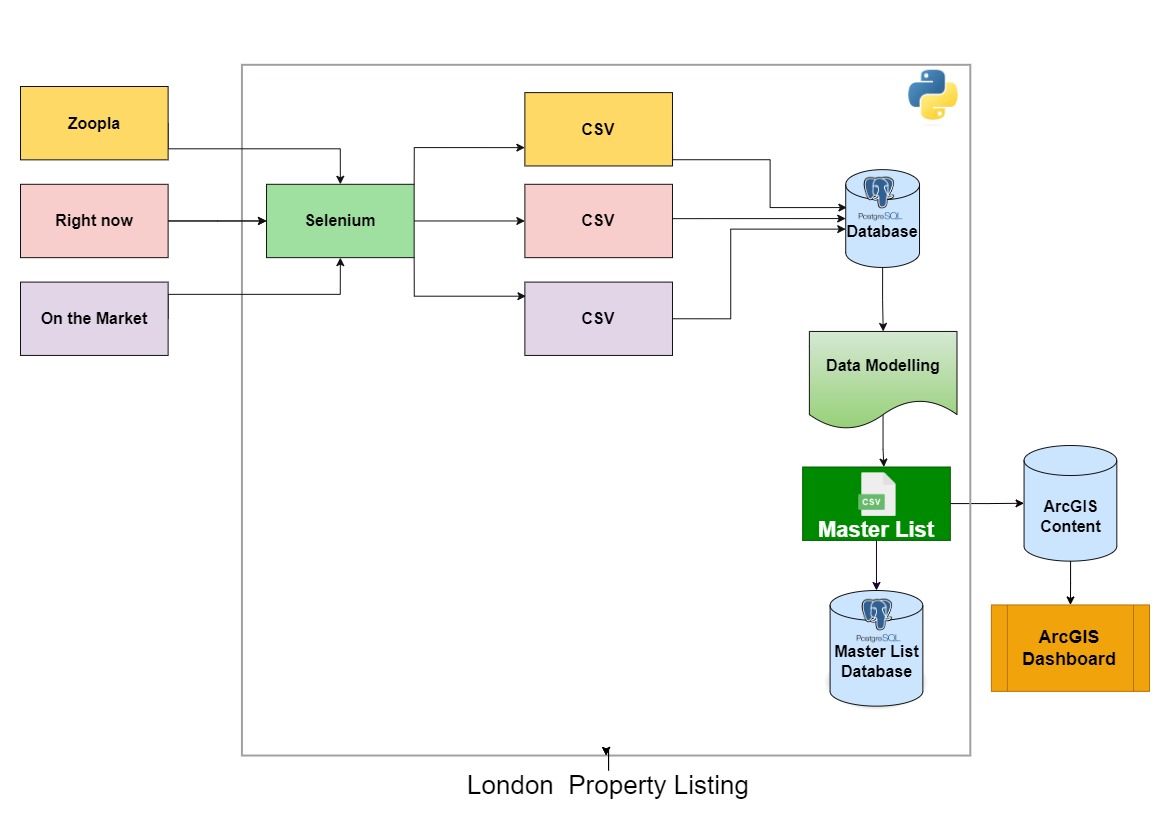 Zoopla
CSV
Right now
Selenium
CSV
PostgreSQL
Database
On the Market
CSV
Data Modelling
CSV
Master List
ArcGIS
Content
PostgreSQL
Master List
Database
ArcGIS
Dashboard
London  Property Listing